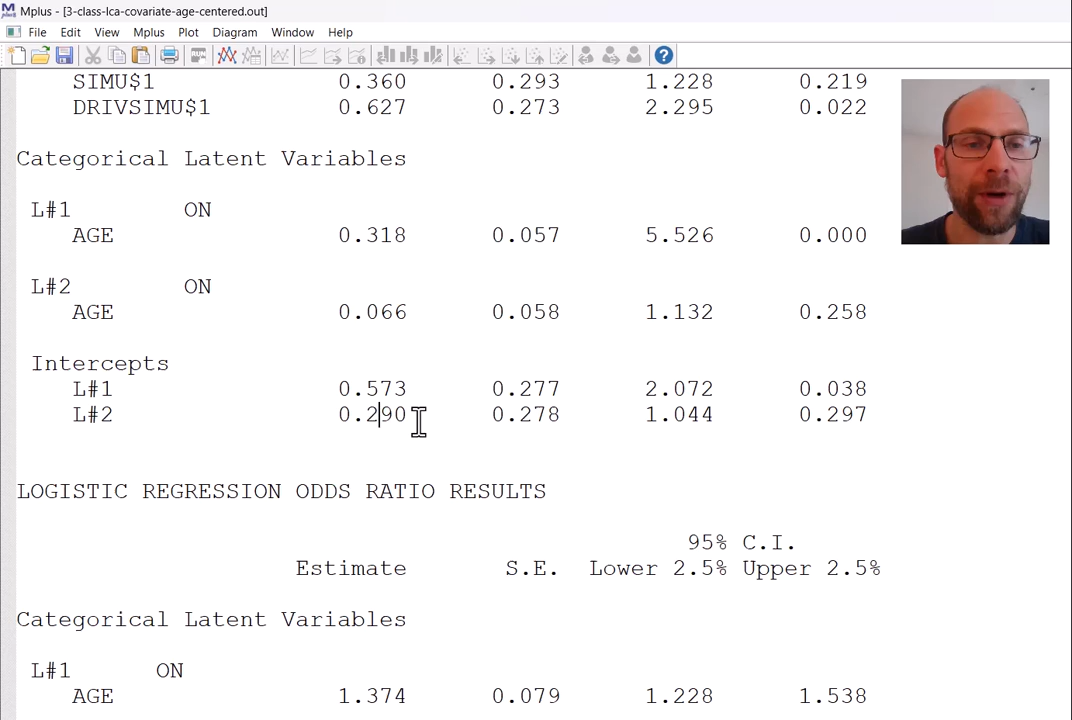 Mplus - [3-class-lca-covariate-age-centered.out]
File Edit View Mplus Plot Diagram Window Help
RUN
SIMU$1 0.360 0.293 1.228 0.219
DRIVSIMU$1 0.627 0.273 2.295 0.022
Categorical Latent Variables
L#1 ON
AGE 0.318 0.057 5.526 0.000
L#2 ON
AGE 0.066 0.058 1.132 0.258
Intercepts
L#1 0.573 0.277 2.072 0.038
L#2 0.290 0.278 1.044 0.297
LOGISTIC REGRESSION ODDS RATIO RESULTS
95% C.I.
Estimate S.E. Lower 2.5% Upper 2.5%
Categorical Latent Variables
L#1 ON
AGE 1.374 0.079 1.228 1.538